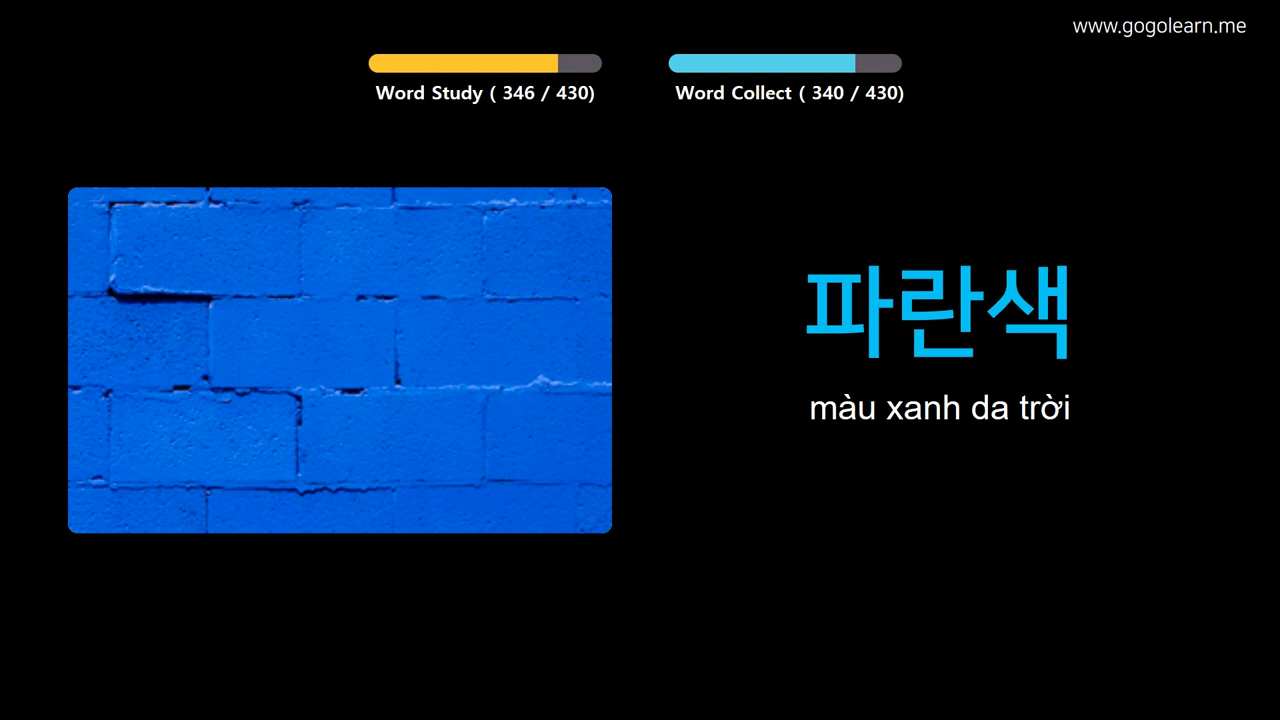 www.gogolearn.me
Word Study ( 346 / 430)
Word Collect ( 340 / 430)
파란색
màu xanh da trời